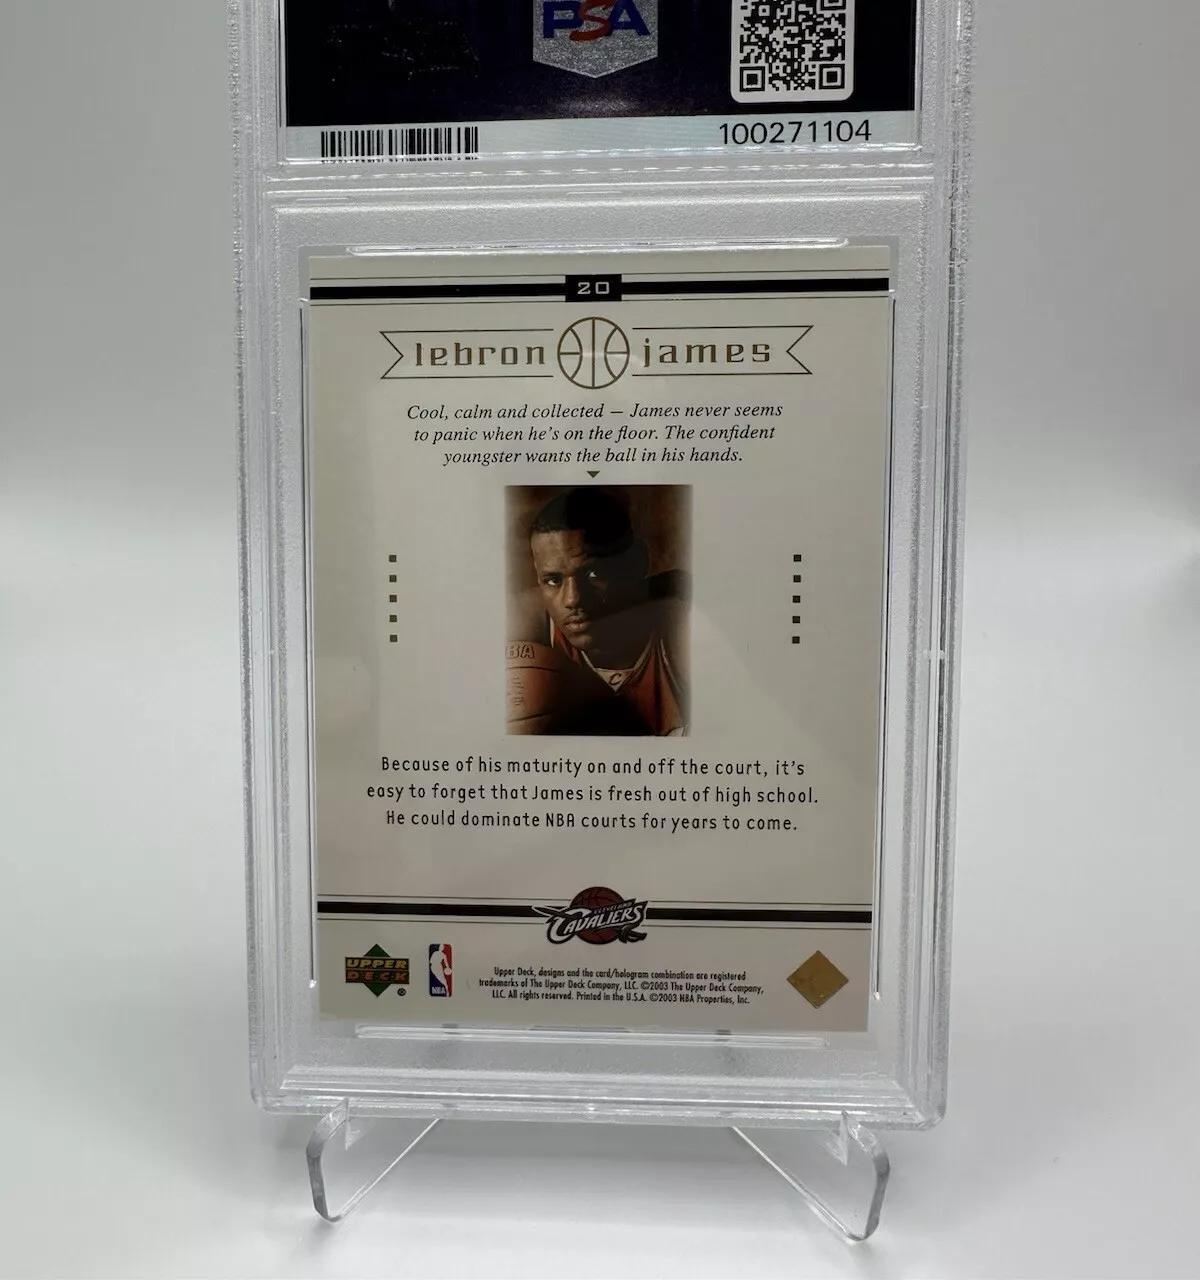 PSA
100271104
20
lebron james
Cool, calm and collected — James never seems
to panic when he's on the floor. The confident
youngster wants the ball in his hands.
BA
C
Because of his maturity on and off the court, it's
easy to forget that James is fresh out of high school.
He could dominate NBA courts for years to come.
CLEVELAND
CAVALIERS
UPPER
DECK
®
NBA
Upper Deck, designs and the card/hologram combination are registered
trademarks of The Upper Deck Company, LLC. ©2003 The Upper Deck Company,
LLC. All rights reserved. Printed in the U.S.A. ©2003 NBA Properties, Inc.